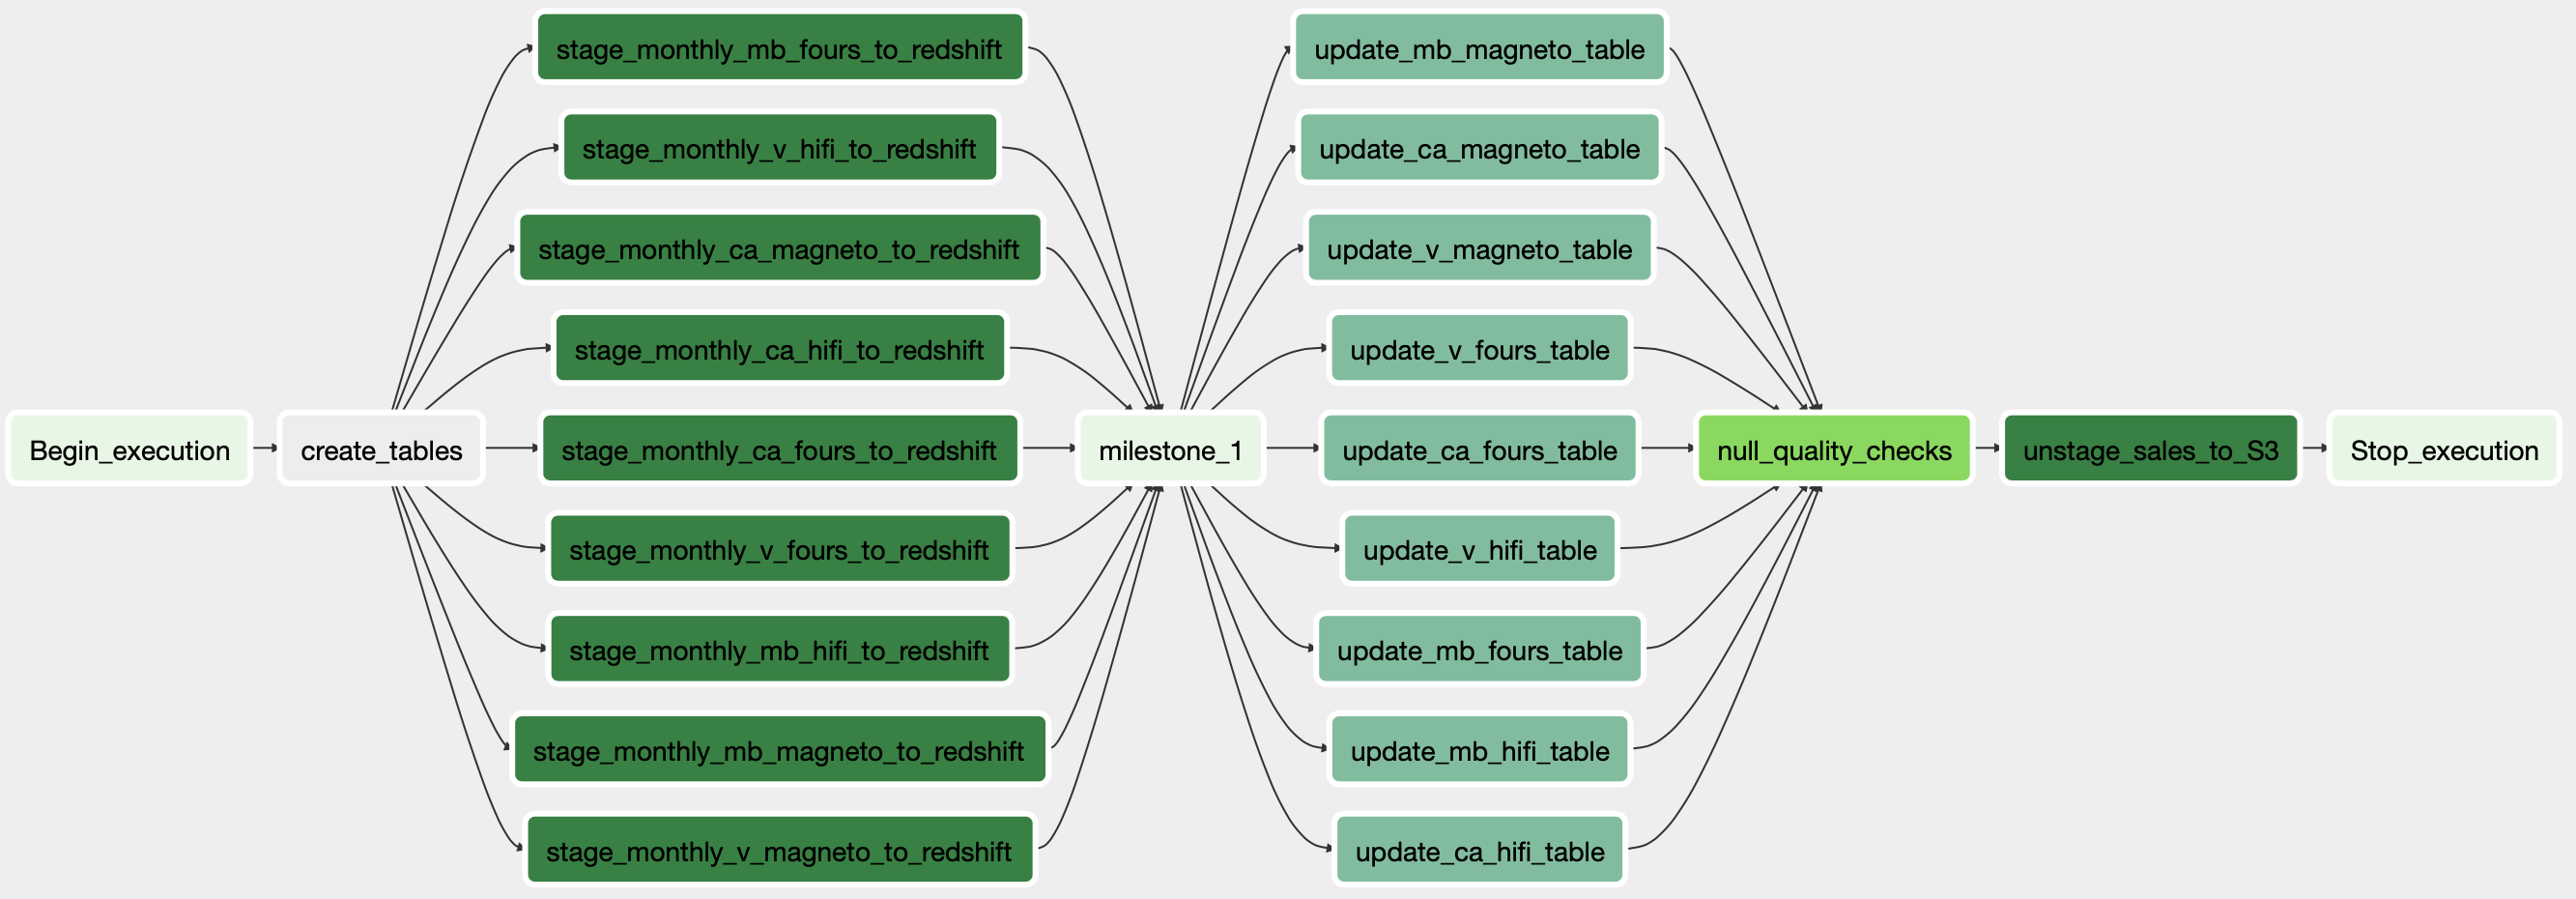 Begin_execution
create_tables
stage_monthly_mb_fours_to_redshift
stage_monthly_v_hifi_to_redshift
stage_monthly_ca_magneto_to_redshift
stage_monthly_ca_hifi_to_redshift
stage_monthly_ca_fours_to_redshift
stage_monthly_v_fours_to_redshift
stage_monthly_mb_hifi_to_redshift
stage_monthly_mb_magneto_to_redshift
stage_monthly_v_magneto_to_redshift
milestone_1
update_mb_magneto_table
update_ca_magneto_table
update_v_magneto_table
update_v_fours_table
update_ca_fours_table
update_v_hifi_table
update_mb_fours_table
update_mb_hifi_table
update_ca_hifi_table
null_quality_checks
unstage_sales_to_S3
Stop_execution